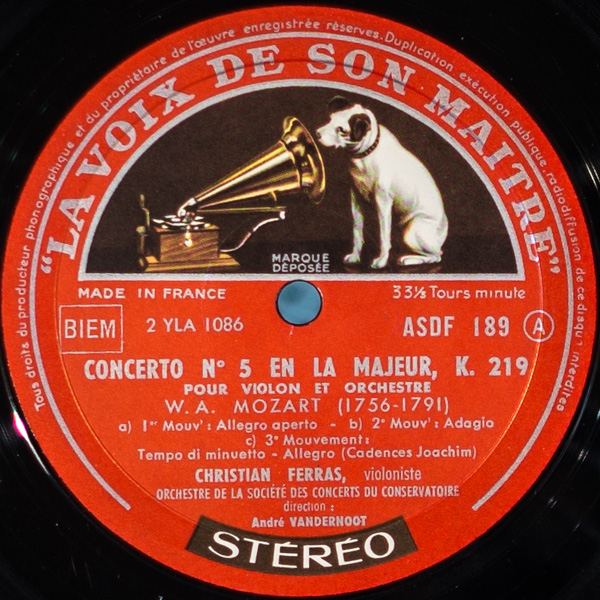 Tous droits du producteur phonographique et du propriétaire de l'œuvre enregistrée réservés. Duplication exécution publique, radiodiffusion de ce disque interdites
"LA VOIX DE SON MAITRE"
MARQUE
DÉPOSÉE
MADE IN FRANCE 33⅓ Tours minute
BIEM 2 YLA 1086 ASDF 189 A
CONCERTO N° 5 EN LA MAJEUR, K. 219
POUR VIOLON ET ORCHESTRE
W. A. MOZART (1756-1791)
a) 1er Mouvt : Allegro aperto - b) 2e Mouvt : Adagio
c) 3e Mouvement :
Tempo di minuetto - Allegro (Cadences Joachim)
CHRISTIAN FERRAS, violoniste
ORCHESTRE DE LA SOCIÉTÉ DES CONCERTS DU CONSERVATOIRE
direction :
André VANDERNOOT
STÉRÉO